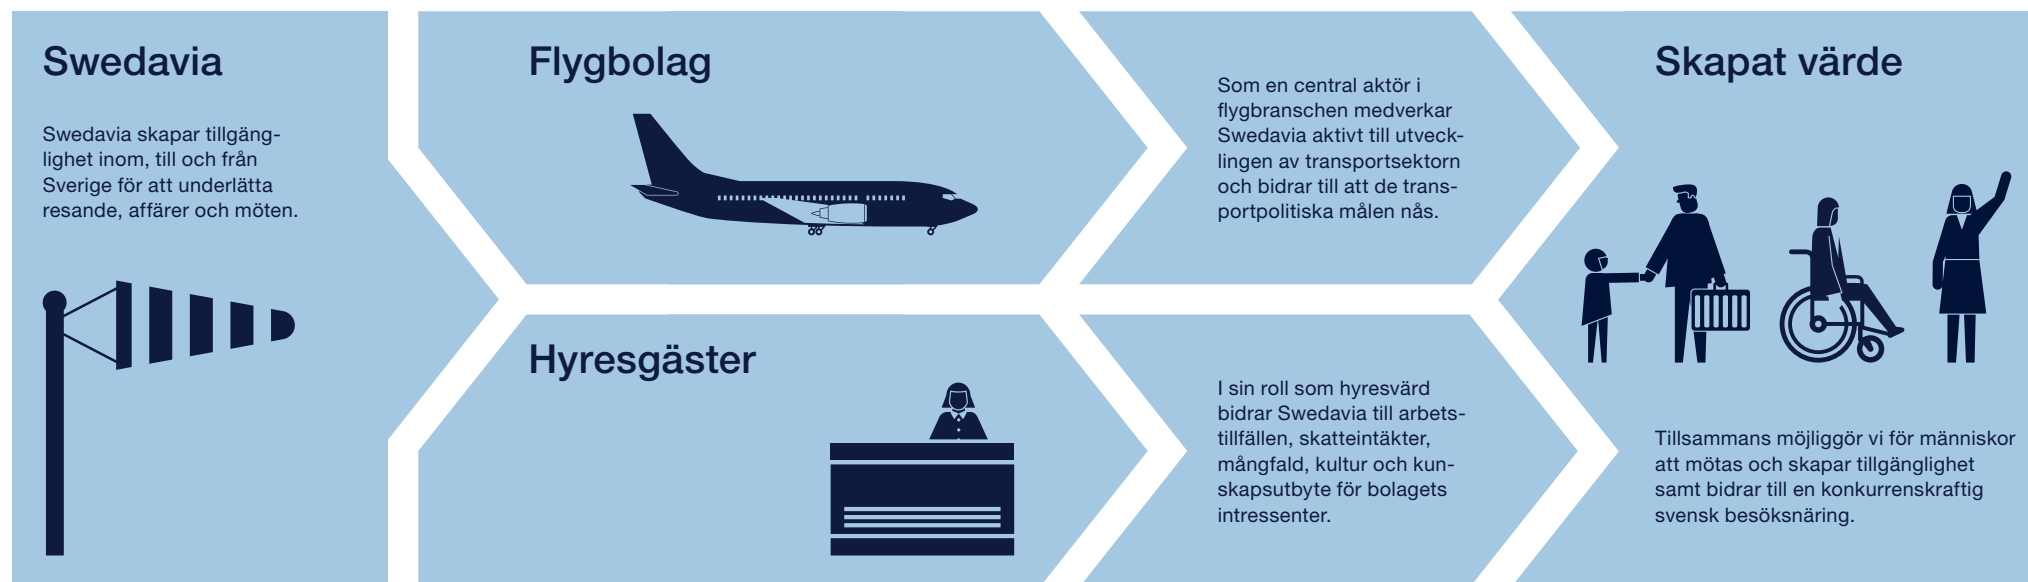 Swedavia
Swedavia skapar tillgäng-
lighet inom, till och från
Sverige för att underlätta
resande, affärer och möten.
Flygbolag
Som en central aktör i
flygbranschen medverkar
Swedavia aktivt till utveck-
lingen av transportsektorn
och bidrar till att de trans-
portpolitiska målen nås.
Hyresgäster
I sin roll som hyresvärd
bidrar Swedavia till arbets-
tillfällen, skatteintäkter,
mångfald, kultur och kun-
skapsutbyte för bolagets
intressenter.
Skapat värde
Tillsammans möjliggör vi för människor
att mötas och skapar tillgänglighet
samt bidrar till en konkurrenskraftig
svensk besöksnäring.